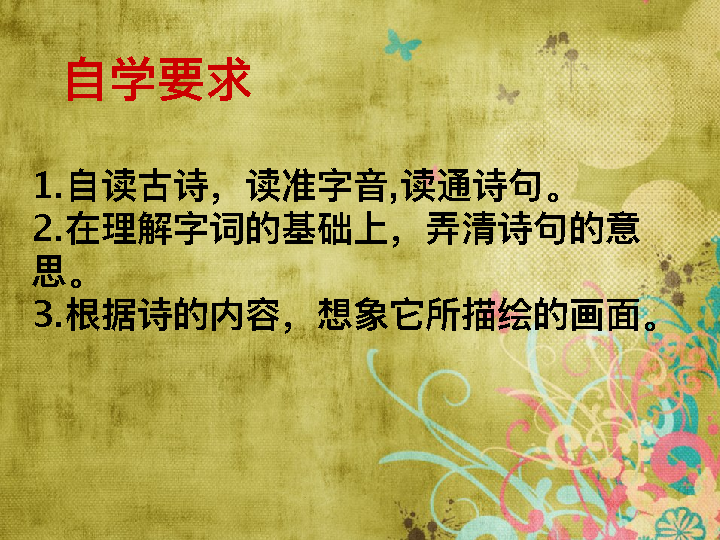 自学要求
1.自读古诗，读准字音,读通诗句。
2.在理解字词的基础上，弄清诗句的意
思。
3.根据诗的内容，想象它所描绘的画面。